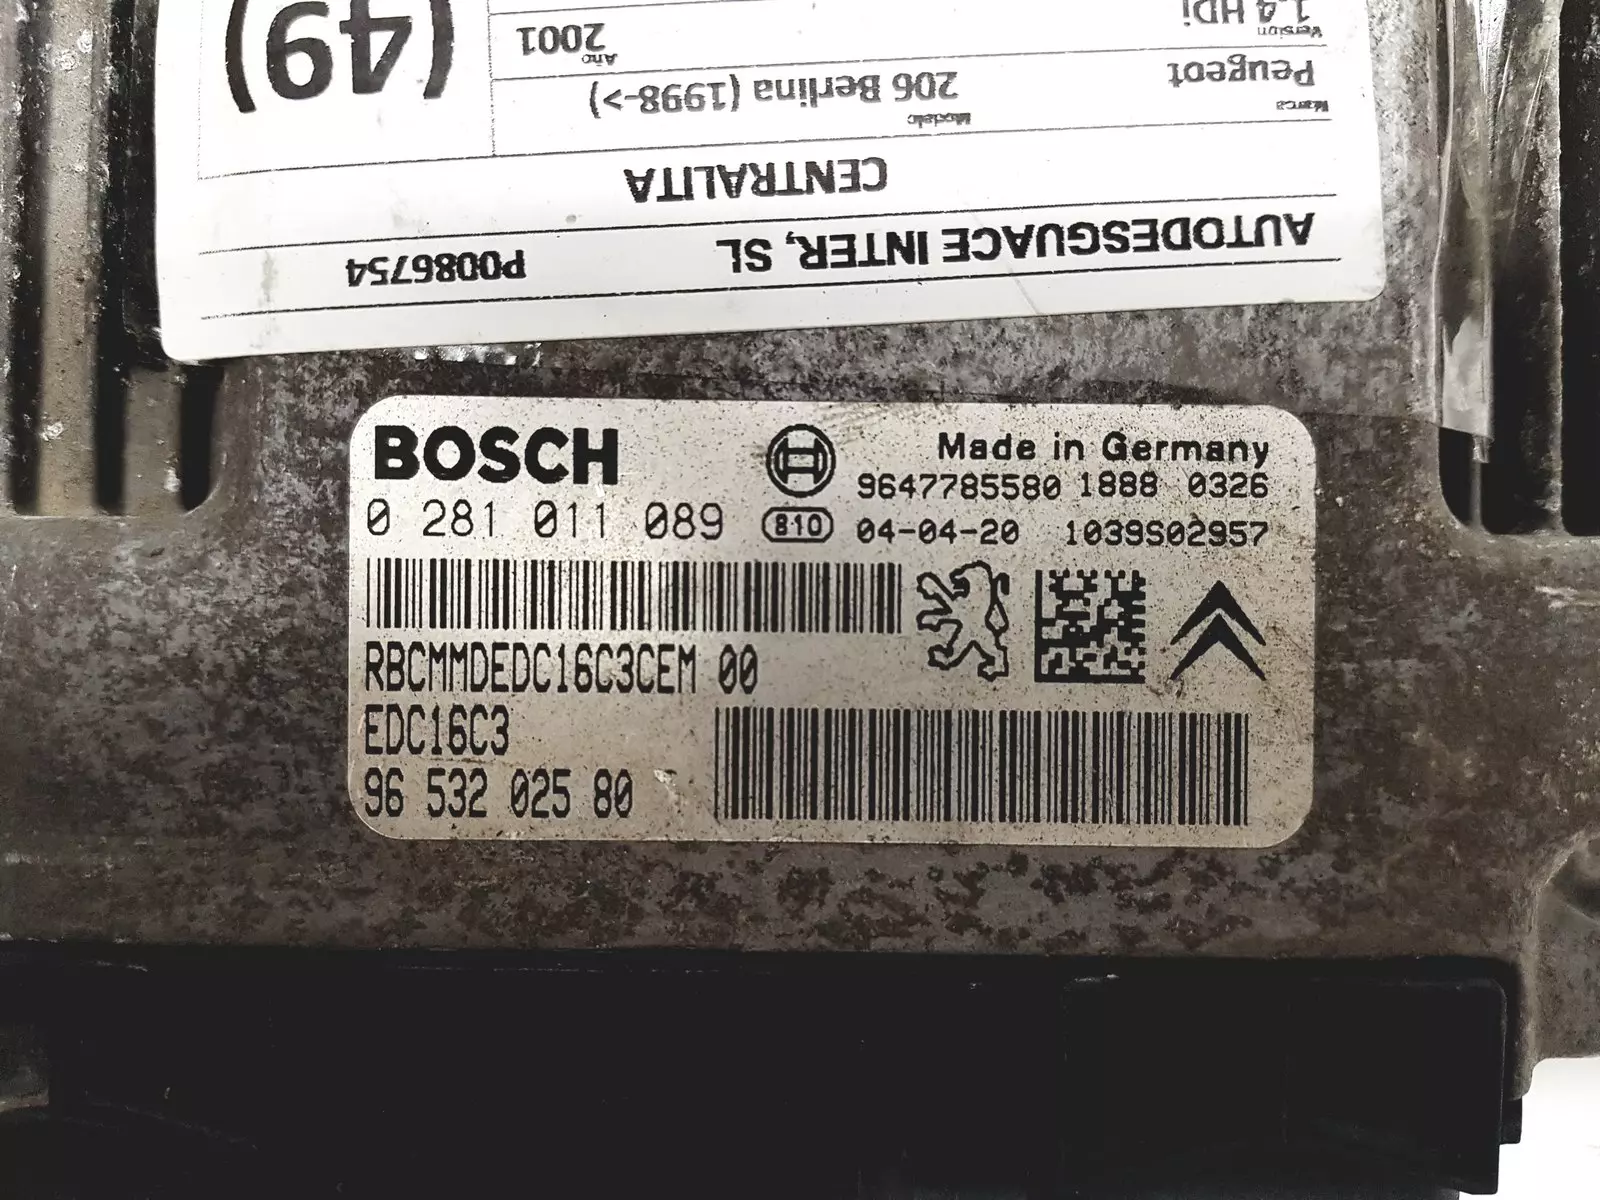 AUTODESGUACE INTER, SL P0086754
CENTRALITA
Marca Modelo
Peugeot 206 Berlina (1998->)
Version Año
1.4 HDi 2001
(49)
BOSCH
Made in Germany
9647785580 1888 0326
0 281 011 089 810 04-04-20 1039S02957
RBCMMDEDC16C3CEM 00
EDC16C3
96 532 025 80